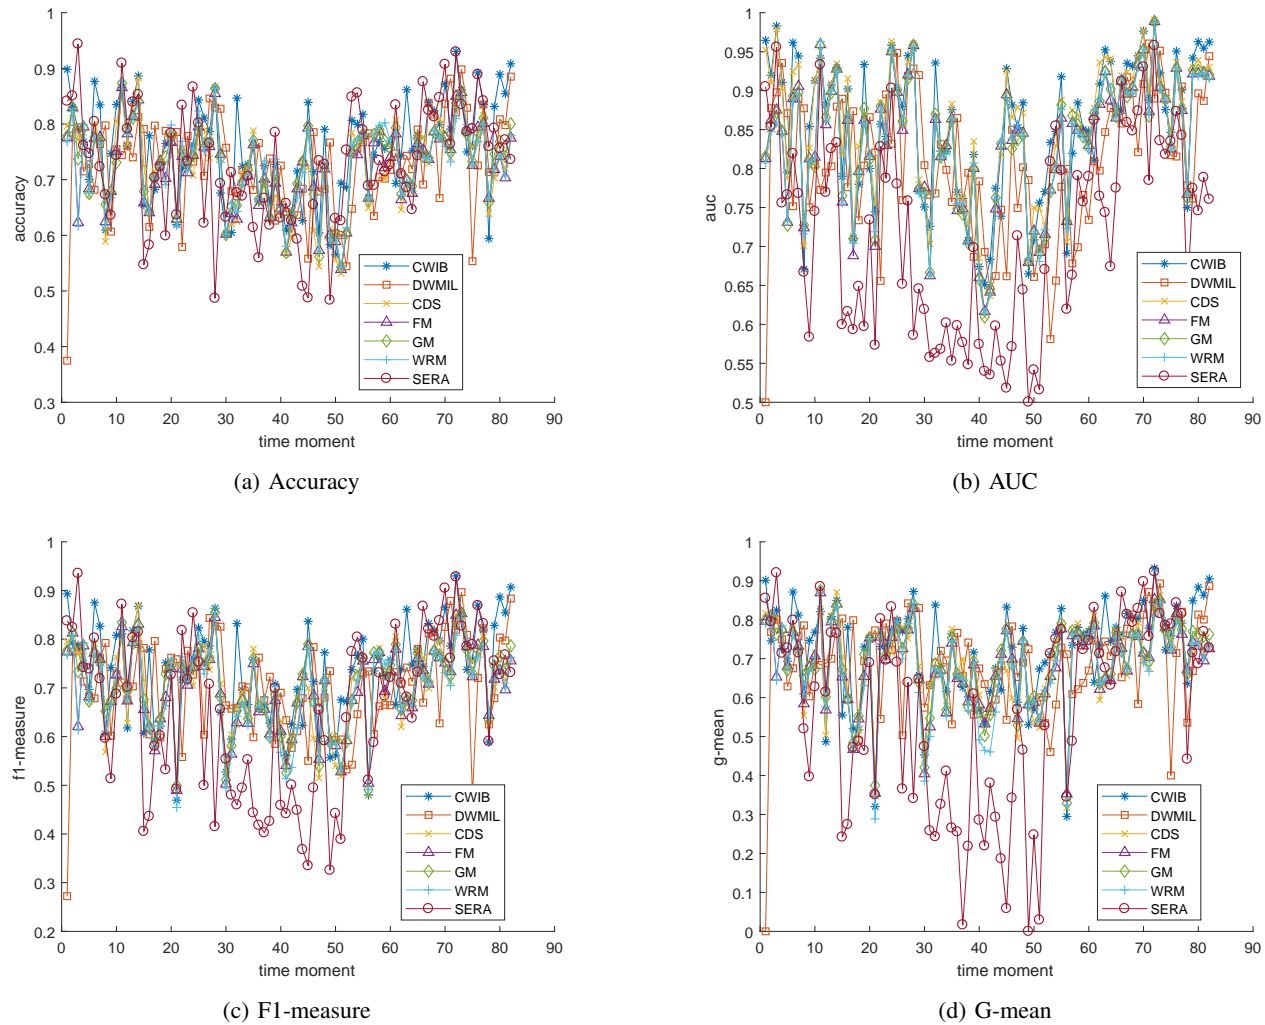 1
0.9
0.8
0.7
0.6
0.5
0.4
0.3
accuracy
0 10 20 30 40 50 60 70 80 90
time moment
CWIB
DWMIL
CDS
FM
GM
WRM
SERA
(a) Accuracy
1
0.95
0.9
0.85
0.8
0.75
0.7
0.65
0.6
0.55
0.5
auc
0 10 20 30 40 50 60 70 80 90
time moment
CWIB
DWMIL
CDS
FM
GM
WRM
SERA
(b) AUC
1
0.9
0.8
0.7
0.6
0.5
0.4
0.3
0.2
f1-measure
0 10 20 30 40 50 60 70 80 90
time moment
CWIB
DWMIL
CDS
FM
GM
WRM
SERA
(c) F1-measure
1
0.9
0.8
0.7
0.6
0.5
0.4
0.3
0.2
0.1
0
g-mean
0 10 20 30 40 50 60 70 80 90
time moment
CWIB
DWMIL
CDS
FM
GM
WRM
SERA
(d) G-mean